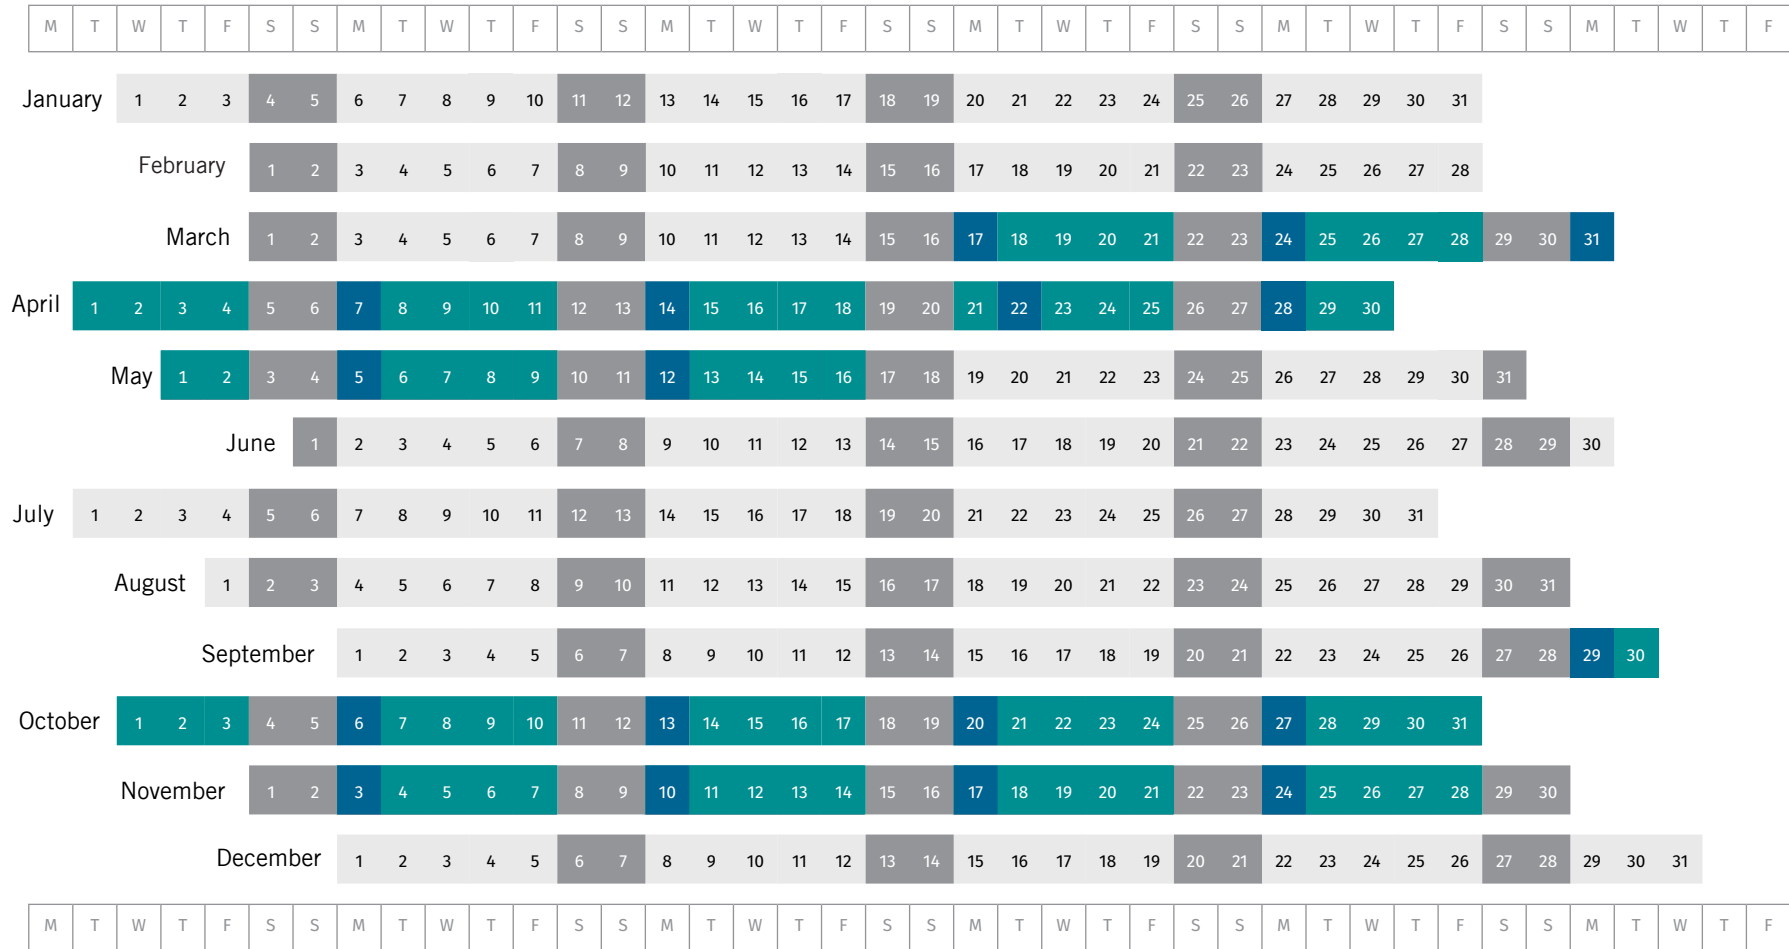 M T W T F S S M T W T F S S M T W T F S S M T W T F S S M T W T F S S M T W T F
January 1 2 3 4 5 6 7 8 9 10 11 12 13 14 15 16 17 18 19 20 21 22 23 24 25 26 27 28 29 30 31
February 1 2 3 4 5 6 7 8 9 10 11 12 13 14 15 16 17 18 19 20 21 22 23 24 25 26 27 28
March 1 2 3 4 5 6 7 8 9 10 11 12 13 14 15 16 17 18 19 20 21 22 23 24 25 26 27 28 29 30 31
April 1 2 3 4 5 6 7 8 9 10 11 12 13 14 15 16 17 18 19 20 21 22 23 24 25 26 27 28 29 30
May 1 2 3 4 5 6 7 8 9 10 11 12 13 14 15 16 17 18 19 20 21 22 23 24 25 26 27 28 29 30 31
June 1 2 3 4 5 6 7 8 9 10 11 12 13 14 15 16 17 18 19 20 21 22 23 24 25 26 27 28 29 30
July 1 2 3 4 5 6 7 8 9 10 11 12 13 14 15 16 17 18 19 20 21 22 23 24 25 26 27 28 29 30 31
August 1 2 3 4 5 6 7 8 9 10 11 12 13 14 15 16 17 18 19 20 21 22 23 24 25 26 27 28 29 30 31
September 1 2 3 4 5 6 7 8 9 10 11 12 13 14 15 16 17 18 19 20 21 22 23 24 25 26 27 28 29 30
October 1 2 3 4 5 6 7 8 9 10 11 12 13 14 15 16 17 18 19 20 21 22 23 24 25 26 27 28 29 30 31
November 1 2 3 4 5 6 7 8 9 10 11 12 13 14 15 16 17 18 19 20 21 22 23 24 25 26 27 28 29 30
December 1 2 3 4 5 6 7 8 9 10 11 12 13 14 15 16 17 18 19 20 21 22 23 24 25 26 27 28 29 30 31
M T W T F S S M T W T F S S M T W T F S S M T W T F S S M T W T F S S M T W T F